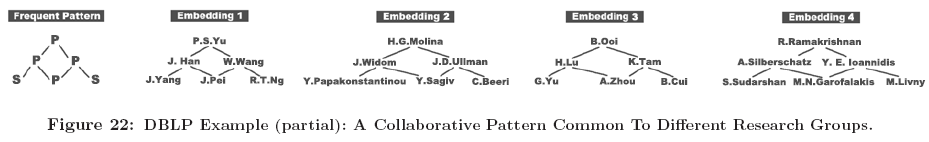 Frequent Pattern Embedding 1 Embedding 2 Embedding 3 Embedding 4
P P.S.Yu H.G.Molina B.Ooi R.Ramakrishnan
P P J. Han W.Wang J.Widom J.D.Ullman H.Lu K.Tam A.Silberschatz Y. E. Ioannidis
S P S J.Yang J.Pei R.T.Ng Y.Papakonstantinou Y.Sagiv C.Beeri G.Yu A.Zhou B.Cui S.Sudarshan M.N.Garofalakis M.Livny
Figure 22: DBLP Example (partial): A Collaborative Pattern Common To Different Research Groups.